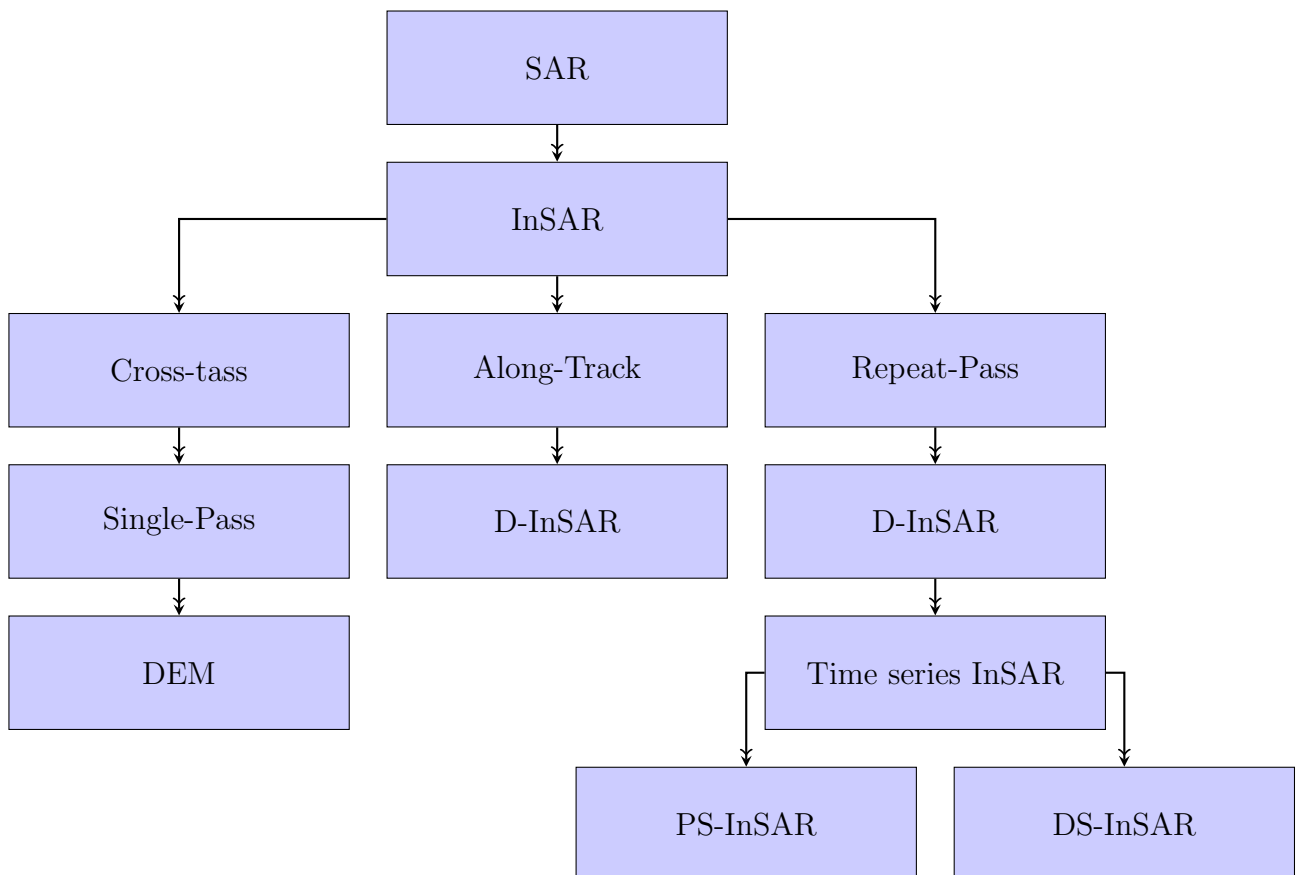 SAR
InSAR
Cross-tass
Along-Track
Repeat-Pass
Single-Pass
D-InSAR
D-InSAR
DEM
Time series InSAR
PS-InSAR
DS-InSAR